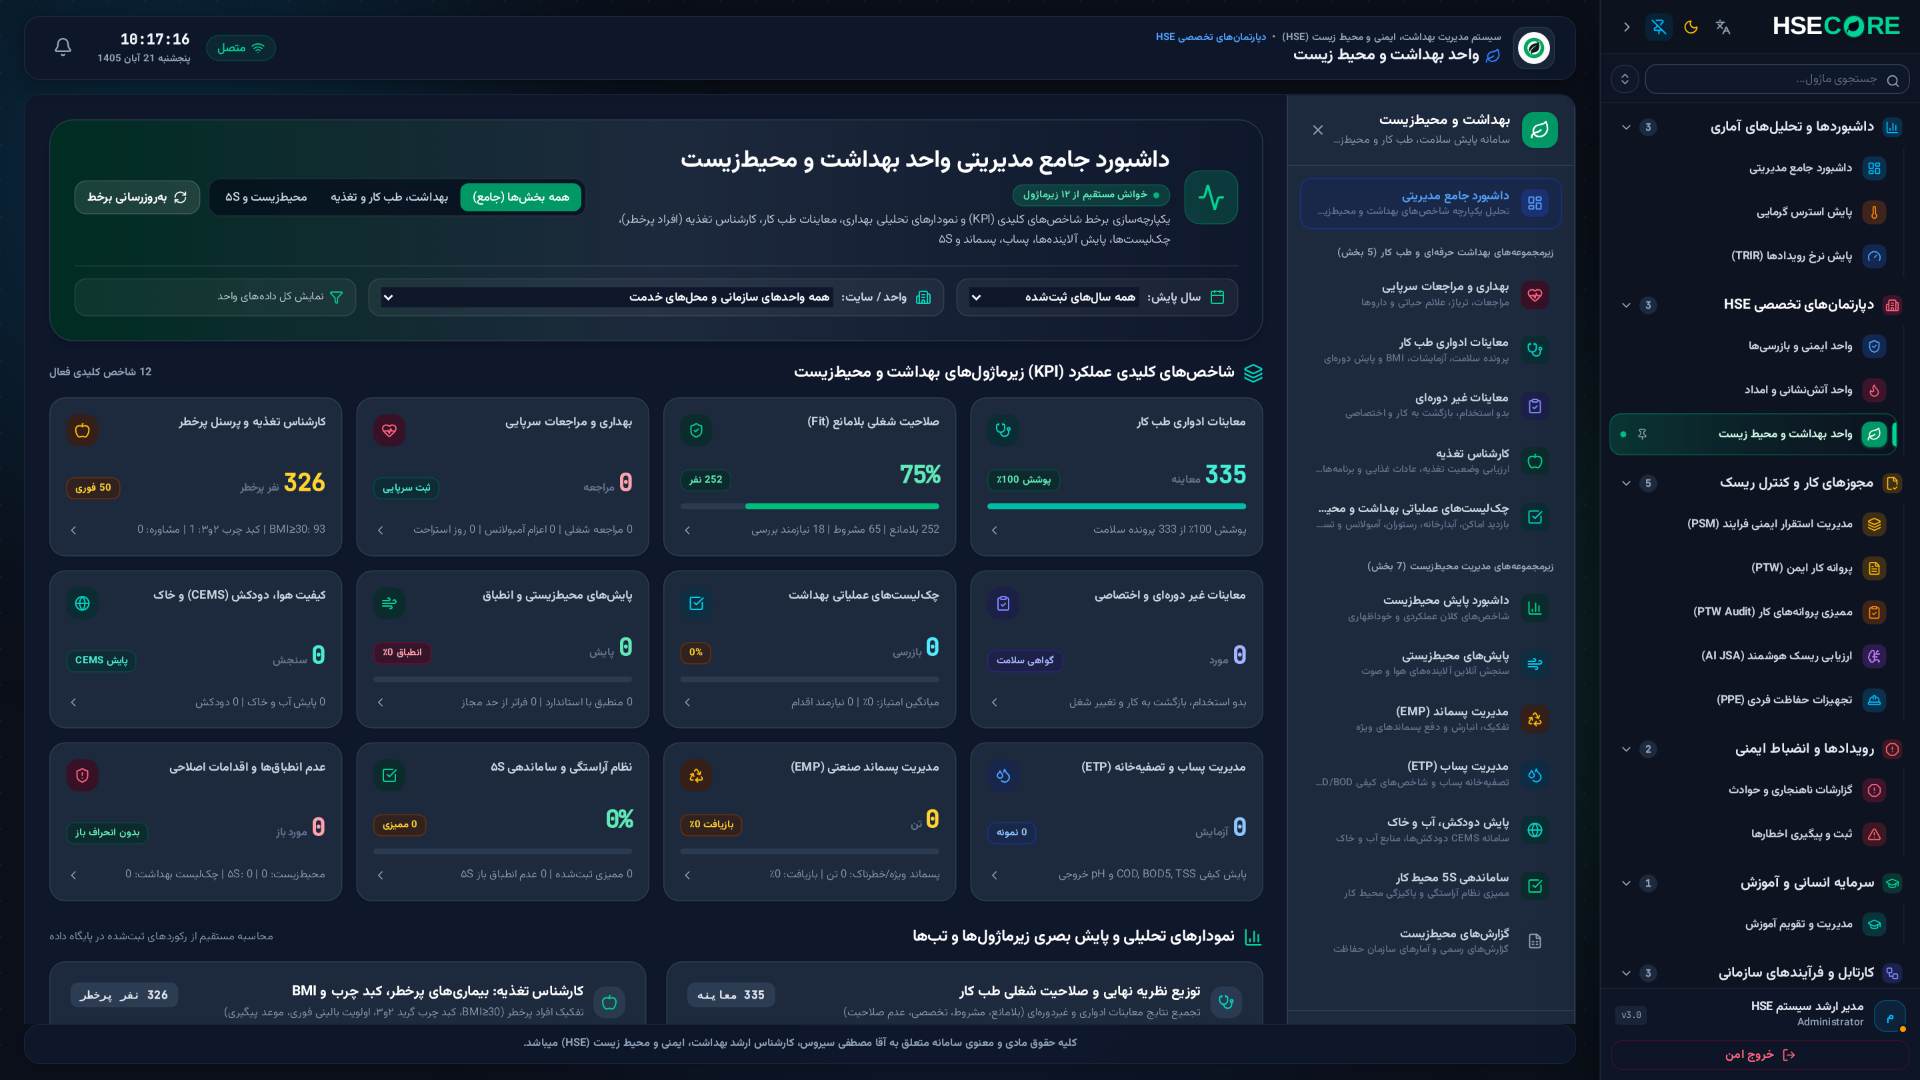 HSECORE
جستجوی ماژول...
داشبوردها و تحلیل‌های آماری
3
داشبورد جامع مدیریتی
پایش استرس گرمایی
پایش نرخ رویدادها (TRIR)
دپارتمان‌های تخصصی HSE
3
واحد ایمنی و بازرسی‌ها
واحد آتش‌نشانی و امداد
واحد بهداشت و محیط زیست
مجوزهای کار و کنترل ریسک
5
مدیریت استقرار ایمنی فرایند (PSM)
پروانه کار ایمن (PTW)
ممیزی پروانه‌های کار (PTW Audit)
ارزیابی ریسک هوشمند (AI JSA)
تجهیزات حفاظت فردی (PPE)
رویدادها و انضباط ایمنی
2
گزارشات ناهنجاری و حوادث
ثبت و پیگیری اخطارها
سرمایه انسانی و آموزش
1
مدیریت و تقویم آموزش
کارتابل و فرآیندهای سازمانی
3
م
مدیر ارشد سیستم HSE
Administrator
v3.0
خروج امن
سیستم مدیریت بهداشت، ایمنی و محیط زیست (HSE) • دپارتمان‌های تخصصی HSE
واحد بهداشت و محیط زیست
متصل
10:17:16
پنجشنبه 21 آبان 1405
بهداشت و محیط‌زیست
سامانه پایش سلامت، طب کار و محیط‌ز...
داشبورد جامع مدیریتی
تحلیل یکپارچه شاخص‌های بهداشت و محیط‌ز...
زیرمجموعه‌های بهداشت حرفه‌ای و طب کار (5 بخش)
بهداری و مراجعات سرپایی
مراجعات، تریاژ، علائم حیاتی و داروها
معاینات ادواری طب کار
پرونده سلامت، آزمایشات، BMI و پایش دوره‌ای
معاینات غیر دوره‌ای
بدو استخدام، بازگشت به کار و اختصاصی
کارشناس تغذیه
ارزیابی وضعیت تغذیه، عادات غذایی و برنامه‌ها...
چک‌لیست‌های عملیاتی بهداشت و محیـ...
بازدید اماکن، آبدارخانه، رستوران، آمبولانس و تسـ...
زیرمجموعه‌های مدیریت محیط‌زیست (7 بخش)
داشبورد پایش محیط‌زیست
شاخص‌های کلان عملکردی و خوداظهاری
پایش‌های محیط‌زیستی
سنجش آنلاین آلاینده‌های هوا و صوت
مدیریت پسماند (EMP)
تفکیک، انبارش و دفع پسماندهای ویژه
مدیریت پساب (ETP)
تصفیه‌خانه پساب و شاخص‌های کیفی D/BOD...
پایش دودکش، آب و خاک
سامانه CEMS دودکش‌ها، منابع آب و خاک
ساماندهی 5S محیط کار
ممیزی نظام آراستگی و پاکیزگی محیط کار
گزارش‌های محیط‌زیست
گزارش‌های رسمی و آمارهای سازمان حفاظت
داشبورد جامع مدیریتی واحد بهداشت و محیط‌زیست
خوانش مستقیم از ۱۲ زیرماژول
یکپارچه‌سازی برخط شاخص‌های کلیدی (KPI) و نمودارهای تحلیلی بهداری، معاینات طب کار، کارشناس تغذیه (افراد پرخطر)،
چک‌لیست‌ها، پایش آلاینده‌ها، پساب، پسماند و ۵S
همه بخش‌ها (جامع)
بهداشت، طب کار و تغذیه
محیط‌زیست و ۵S
به‌روزرسانی برخط
سال پایش: همه سال‌های ثبت‌شده
واحد / سایت: همه واحدهای سازمانی و محل‌های خدمت
نمایش کل داده‌های واحد
شاخص‌های کلیدی عملکرد (KPI) زیرماژول‌های بهداشت و محیط‌زیست
12 شاخص کلیدی فعال
معاینات ادواری طب کار
335 معاینه
پوشش 100٪
پوشش 100٪ از 333 پرونده سلامت
صلاحیت شغلی بلامانع (Fit)
75%
252 نفر
252 بلامانع | 65 مشروط | 18 نیازمند بررسی
بهداری و مراجعات سرپایی
0 مراجعه
ثبت سرپایی
0 مراجعه شغلی | 0 اعزام آمبولانس | 0 روز استراحت
کارشناس تغذیه و پرسنل پرخطر
326 نفر پرخطر
50 فوری
BMI≥30: 93 | کبد چرب ۲و۳: 1 | مشاوره: 0
معاینات غیر دوره‌ای و اختصاصی
0 مورد
گواهی سلامت
بدو استخدام، بازگشت به کار و تغییر شغل
چک‌لیست‌های عملیاتی بهداشت
0 بازرسی
0%
میانگین امتیاز: 0٪ | 0 نیازمند اقدام
پایش‌های محیط‌زیستی و انطباق
0 پایش
انطباق 0٪
0 منطبق با استاندارد | 0 فراتر از حد مجاز
کیفیت هوا، دودکش (CEMS) و خاک
0 سنجش
پایش CEMS
0 پایش آب و خاک | 0 دودکش
مدیریت پساب و تصفیه‌خانه (ETP)
0 آزمایش
0 نمونه
پایش کیفی COD, BOD5, TSS و pH خروجی
مدیریت پسماند صنعتی (EMP)
0 تن
بازیافت 0٪
پسماند ویژه/خطرناک: 0 تن | بازیافت: 0٪
نظام آراستگی و ساماندهی ۵S
0%
0 ممیزی
0 ممیزی ثبت‌شده | 0 عدم انطباق باز ۵S
عدم انطباق‌ها و اقدامات اصلاحی
0 مورد باز
بدون انحراف باز
محیط‌زیست: 0 | ۵S: 0 | چک‌لیست بهداشت: 0
نمودارهای تحلیلی و پایش بصری زیرماژول‌ها و تب‌ها
محاسبه مستقیم از رکوردهای ثبت‌شده در پایگاه داده
توزیع نظریه نهایی و صلاحیت شغلی طب کار
تجمیع نتایج معاینات ادواری و غیردوره‌ای (بلامانع، مشروط، تخصصی، عدم صلاحیت)
335 معاینه
کارشناس تغذیه: بیماری‌های پرخطر، کبد چرب و BMI
تفکیک افراد پرخطر (BMI≥30، کبد چرب گرید ۲و۳، اولویت بالینی فوری، موعد پیگیری)
326 نفر پرخطر
کلیه حقوق مادی و معنوی سامانه متعلق به آقا مصطفی سیروس، کارشناس ارشد بهداشت، ایمنی و محیط زیست (HSE) میباشد.